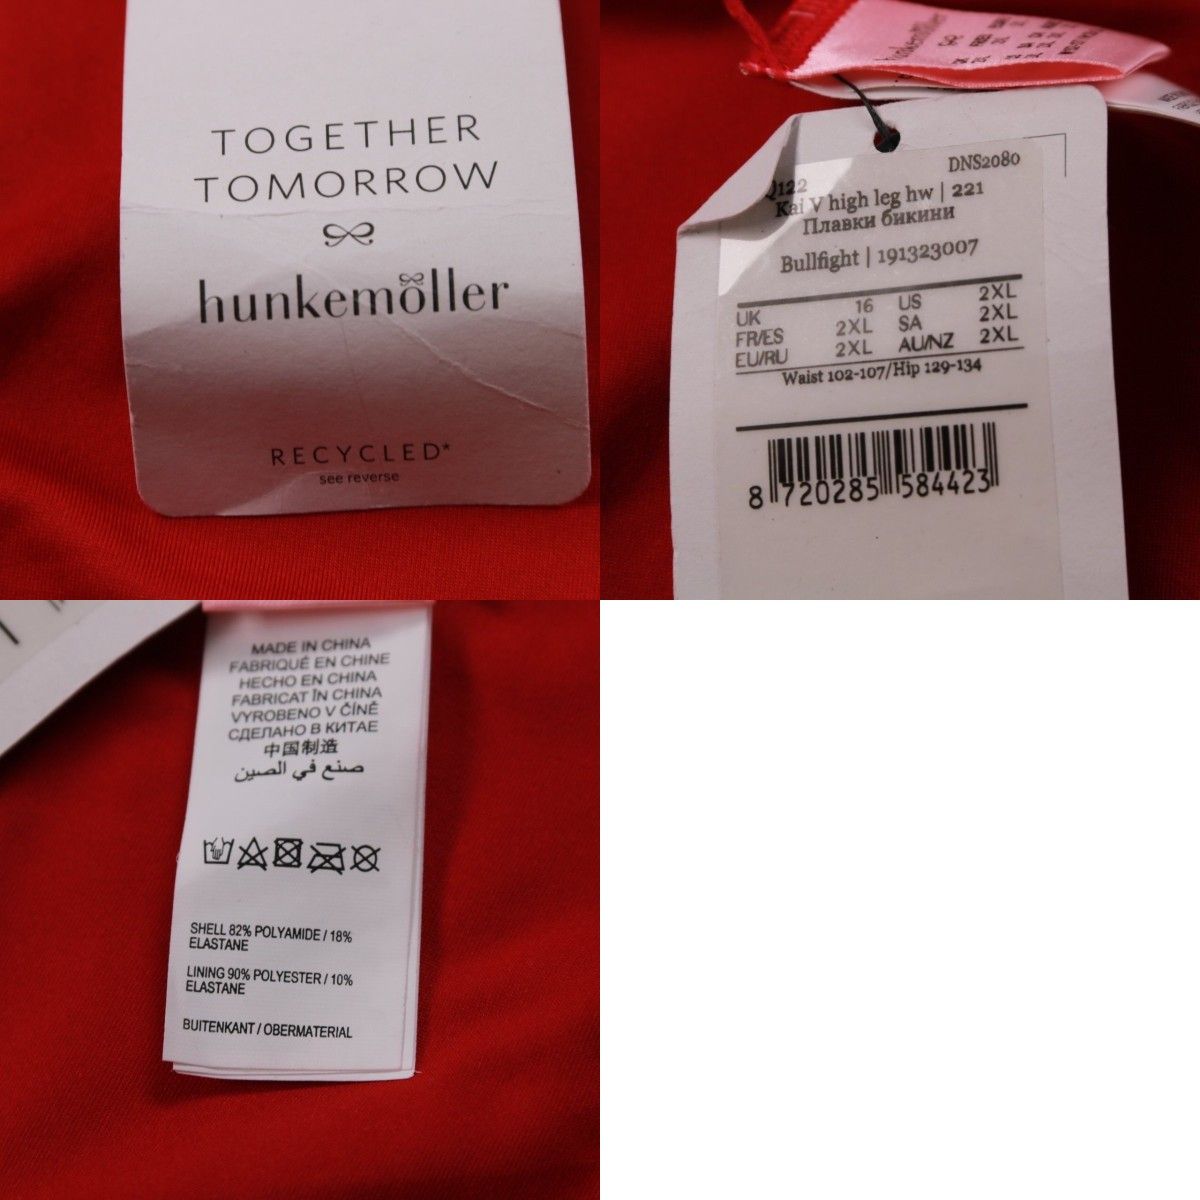 TOGETHER
TOMORROW
hunkemöller
RECYCLED*
see reverse
hunkemöller
DNS2080
Q122
Kai V high leg hw | 221
Плавки бикини
Bullfight | 191323007
UK 16 US 2XL
FR/ES 2XL SA 2XL
EU/RU 2XL AU/NZ 2XL
Waist 102-107/Hip 129-134
8 720285 584423
MADE IN CHINA
FABRIQUÉ EN CHINE
HECHO EN CHINA
FABRICAT ÎN CHINA
VYROBENO V ČÍNĚ
СДЕЛАНО В КИТАЕ
中国制造
صنع في الصين
SHELL 82% POLYAMIDE / 18%
ELASTANE
LINING 90% POLYESTER / 10%
ELASTANE
BUITENKANT / OBERMATERIAL